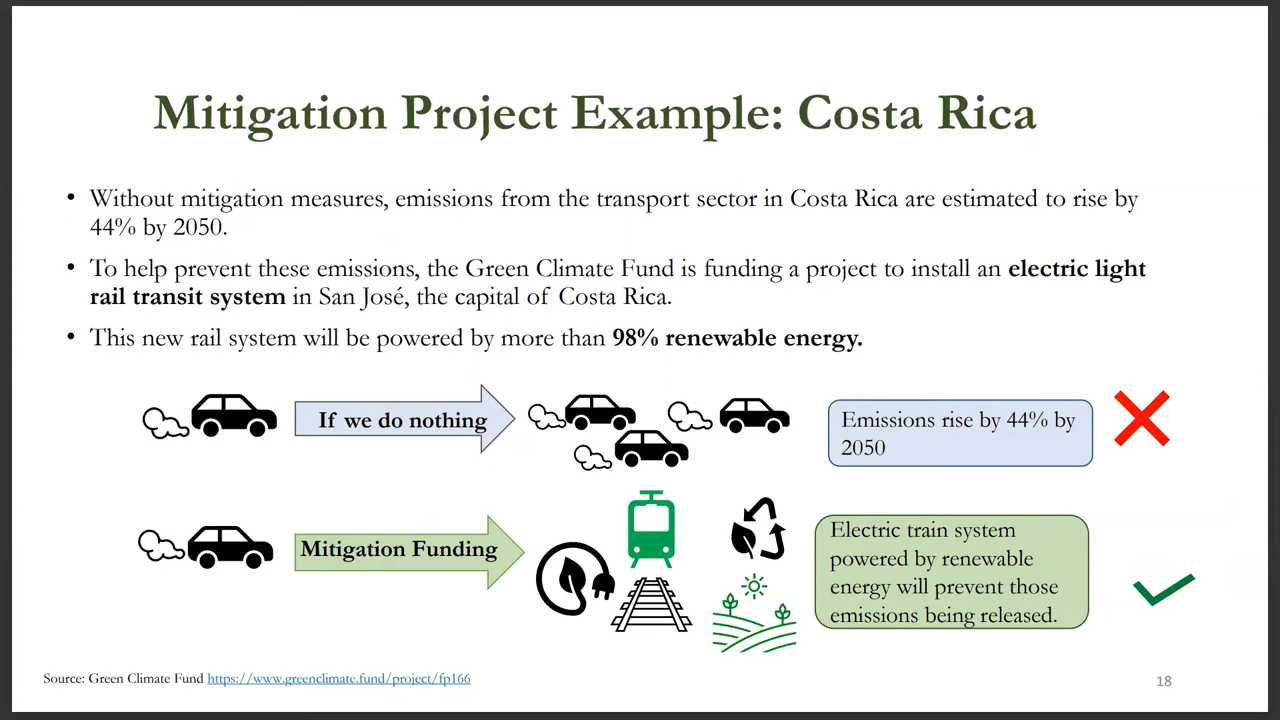 Mitigation Project Example: Costa Rica
• Without mitigation measures, emissions from the transport sector in Costa Rica are estimated to rise by
44% by 2050.
• To help prevent these emissions, the Green Climate Fund is funding a project to install an electric light
rail transit system in San José, the capital of Costa Rica.
• This new rail system will be powered by more than 98% renewable energy.
If we do nothing
Emissions rise by 44% by
2050
Mitigation Funding
Electric train system
powered by renewable
energy will prevent those
emissions being released.
Source: Green Climate Fund https://www.greenclimate.fund/project/fp166
18